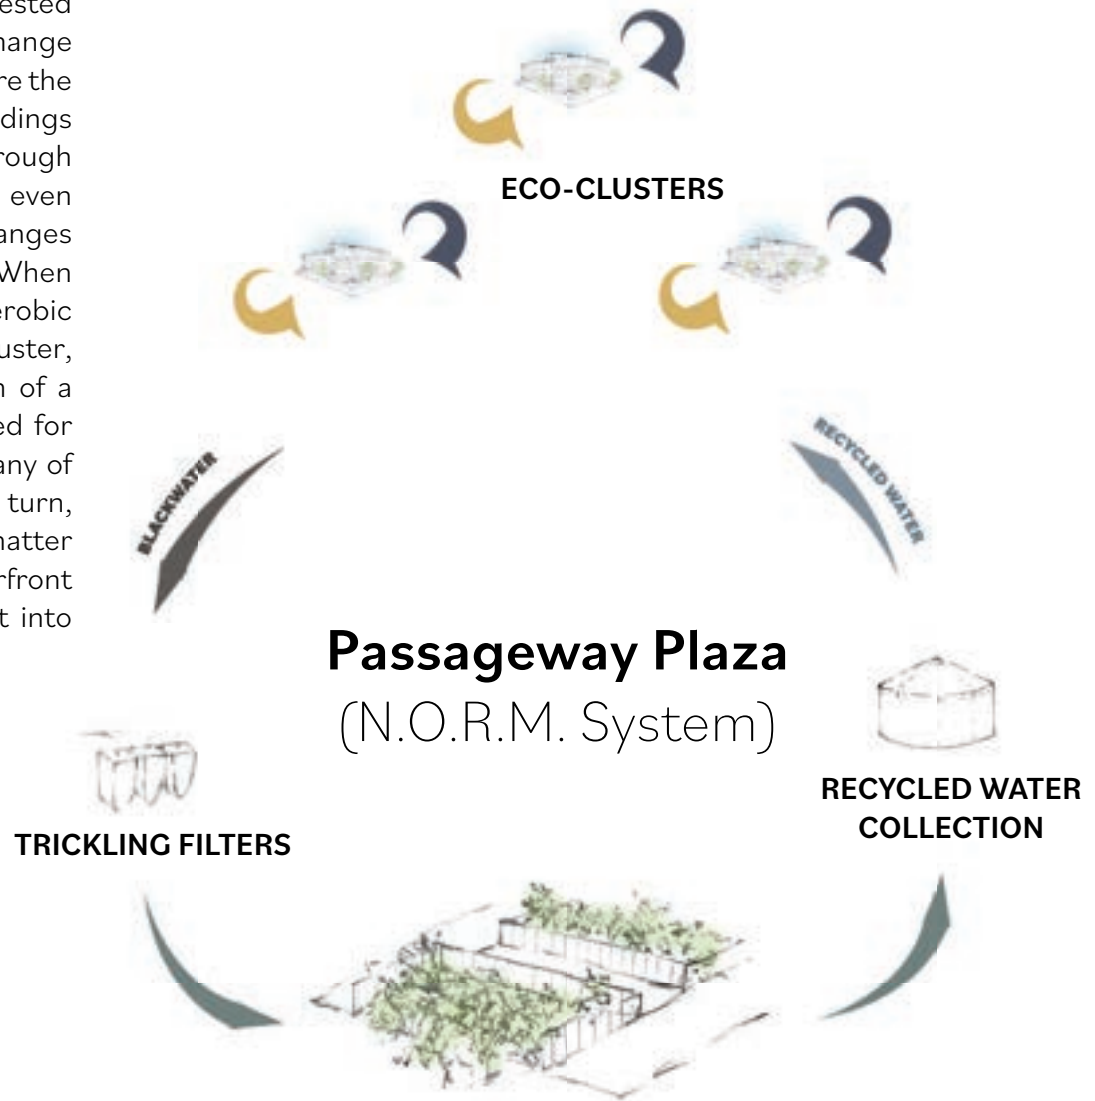 ested
hange
re the
dings
rough
even
anges
When
erobic
uster,
n of a
ed for
any of
turn,
natter
rfront
t into
ECO-CLUSTERS
BLACKWATER
RECYCLED WATER
Passageway Plaza
(N.O.R.M. System)
TRICKLING FILTERS
RECYCLED WATER
COLLECTION